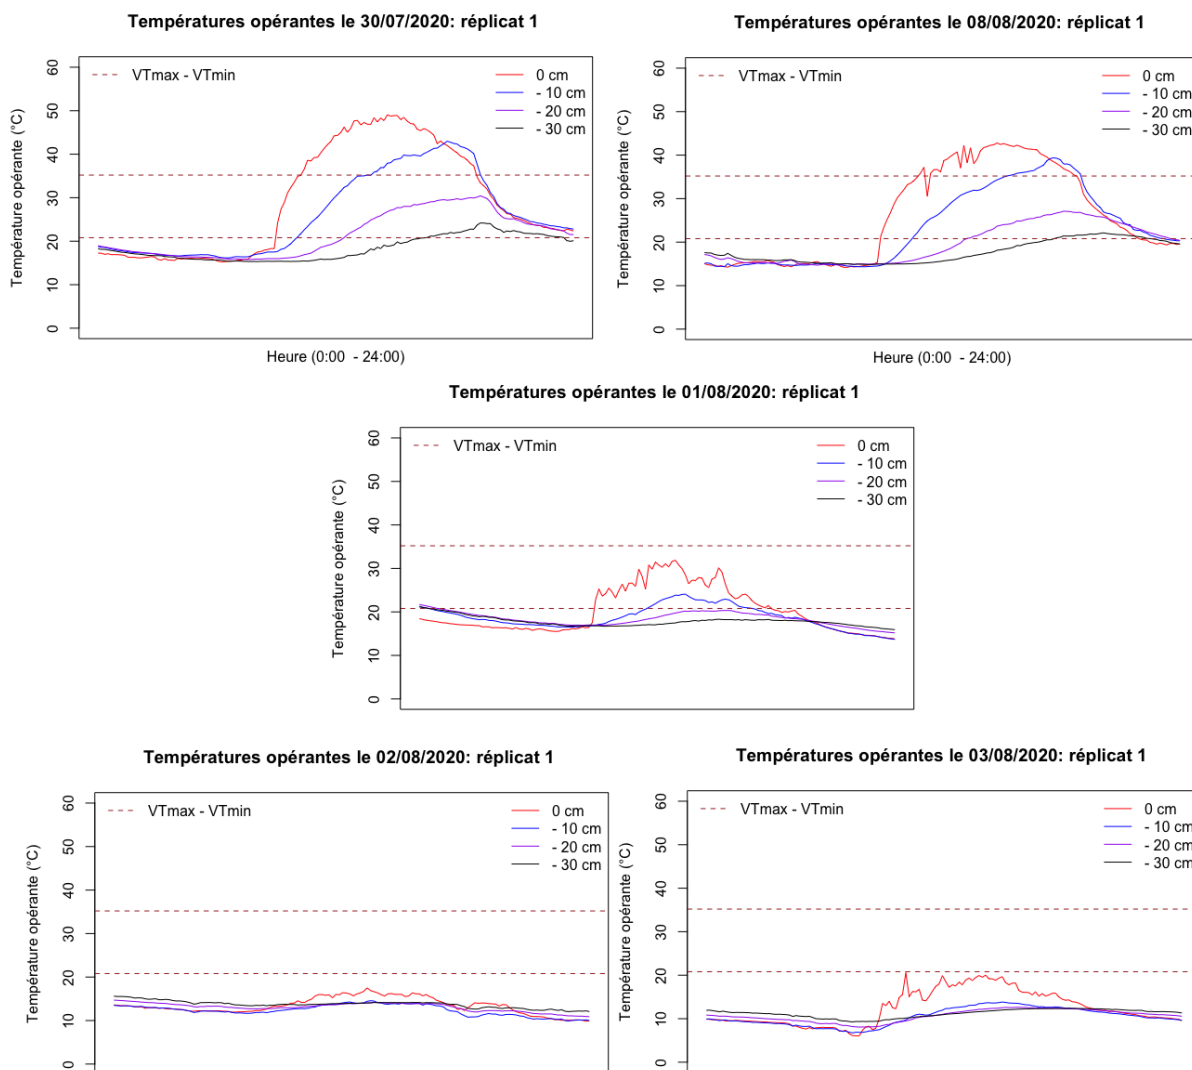 Températures opérantes le 30/07/2020: réplicat 1
VTmax - VTmin
0 cm
- 10 cm
- 20 cm
- 30 cm
Température opérante (°C)
60
50
40
30
20
10
0
Heure (0:00 - 24:00)
Températures opérantes le 08/08/2020: réplicat 1
VTmax - VTmin
0 cm
- 10 cm
- 20 cm
- 30 cm
Température opérante (°C)
60
50
40
30
20
10
0
Heure (0:00 - 24:00)
Températures opérantes le 01/08/2020: réplicat 1
VTmax - VTmin
0 cm
- 10 cm
- 20 cm
- 30 cm
Température opérante (°C)
60
50
40
30
20
10
0
Températures opérantes le 02/08/2020: réplicat 1
VTmax - VTmin
0 cm
- 10 cm
- 20 cm
- 30 cm
Température opérante (°C)
60
50
40
30
20
10
0
Températures opérantes le 03/08/2020: réplicat 1
VTmax - VTmin
0 cm
- 10 cm
- 20 cm
- 30 cm
Température opérante (°C)
60
50
40
30
20
10
0